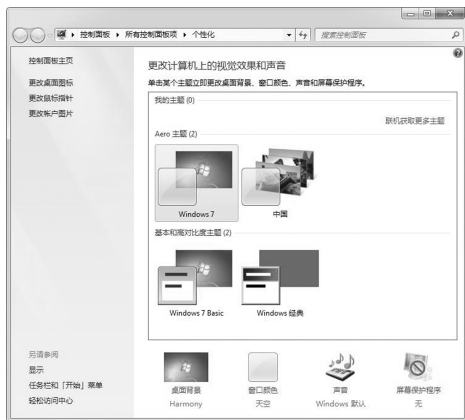 控制面板 ▸ 所有控制面板项 ▸ 个性化
搜索控制面板
控制面板主页
更改桌面图标
更改鼠标指针
更改帐户图片
更改计算机上的视觉效果和声音
单击某个主题立即更改桌面背景、窗口颜色、声音和屏幕保护程序。
我的主题 (0)
联机获取更多主题
Aero 主题 (2)
Windows 7
中国
基本和高对比度主题 (2)
Windows 7 Basic
Windows 经典
另请参阅
显示
任务栏和「开始」菜单
轻松访问中心
桌面背景
Harmony
窗口颜色
天空
声音
Windows 默认
屏幕保护程序
无